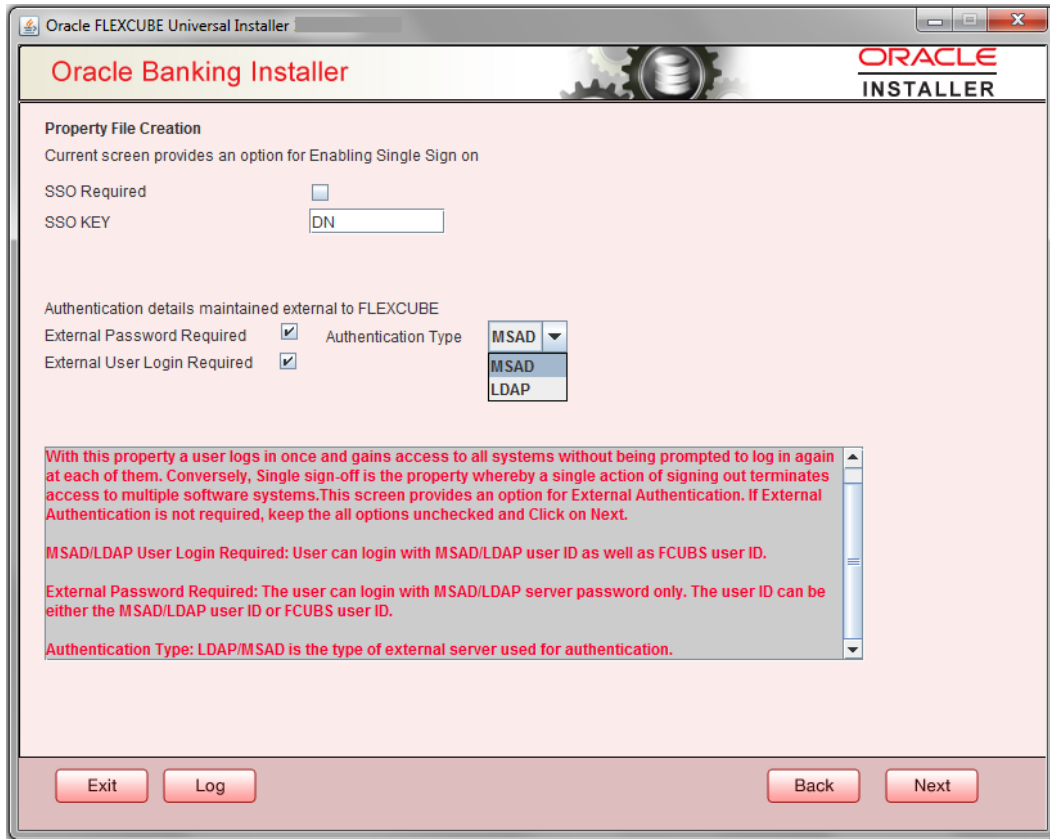 Oracle FLEXCUBE Universal Installer
Oracle Banking Installer
ORACLE
INSTALLER
Property File Creation
Current screen provides an option for Enabling Single Sign on
SSO Required
SSO KEY DN
Authentication details maintained external to FLEXCUBE
External Password Required Authentication Type MSAD
External User Login Required
MSAD
LDAP
With this property a user logs in once and gains access to all systems without being prompted to log in again
at each of them. Conversely, Single sign-off is the property whereby a single action of signing out terminates
access to multiple software systems.This screen provides an option for External Authentication. If External
Authentication is not required, keep the all options unchecked and Click on Next.
MSAD/LDAP User Login Required: User can login with MSAD/LDAP user ID as well as FCUBS user ID.
External Password Required: The user can login with MSAD/LDAP server password only. The user ID can be
either the MSAD/LDAP user ID or FCUBS user ID.
Authentication Type: LDAP/MSAD is the type of external server used for authentication.
Exit Log Back Next